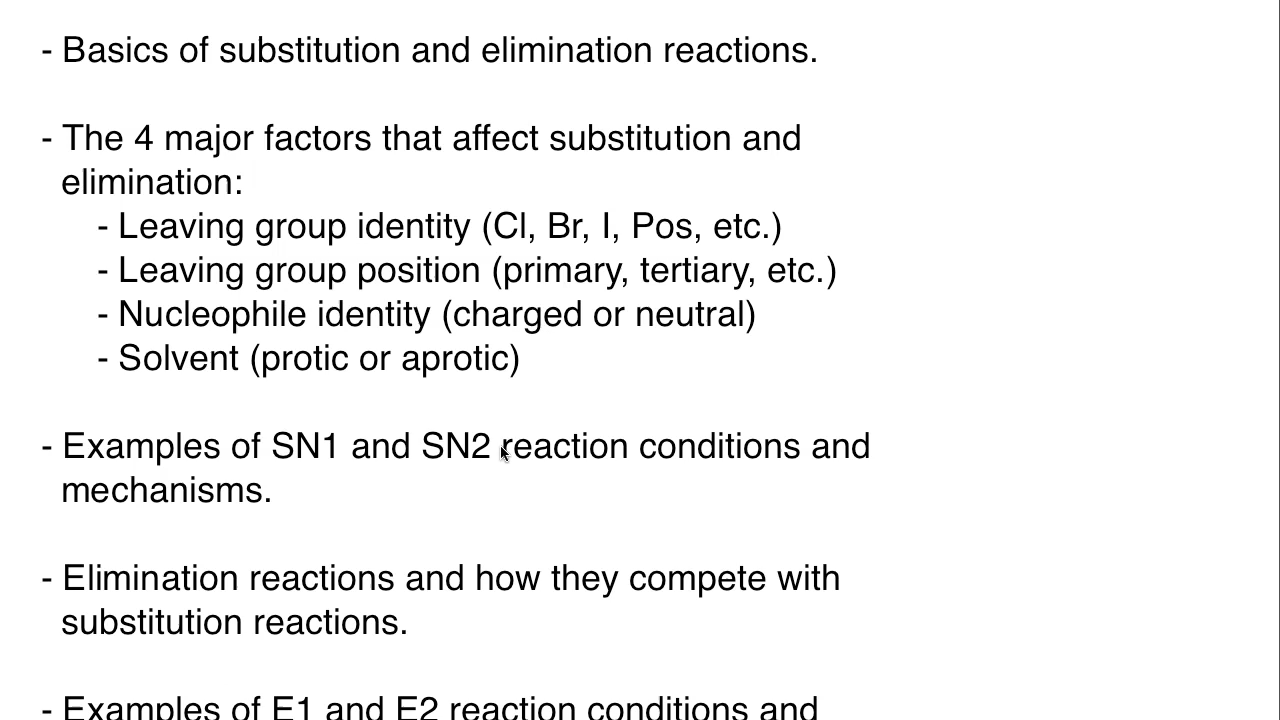 - Basics of substitution and elimination reactions.
- The 4 major factors that affect substitution and
elimination:
- Leaving group identity (Cl, Br, I, Pos, etc.)
- Leaving group position (primary, tertiary, etc.)
- Nucleophile identity (charged or neutral)
- Solvent (protic or aprotic)
- Examples of SN1 and SN2 reaction conditions and
mechanisms.
- Elimination reactions and how they compete with
substitution reactions.
- Examples of E1 and E2 reaction conditions and